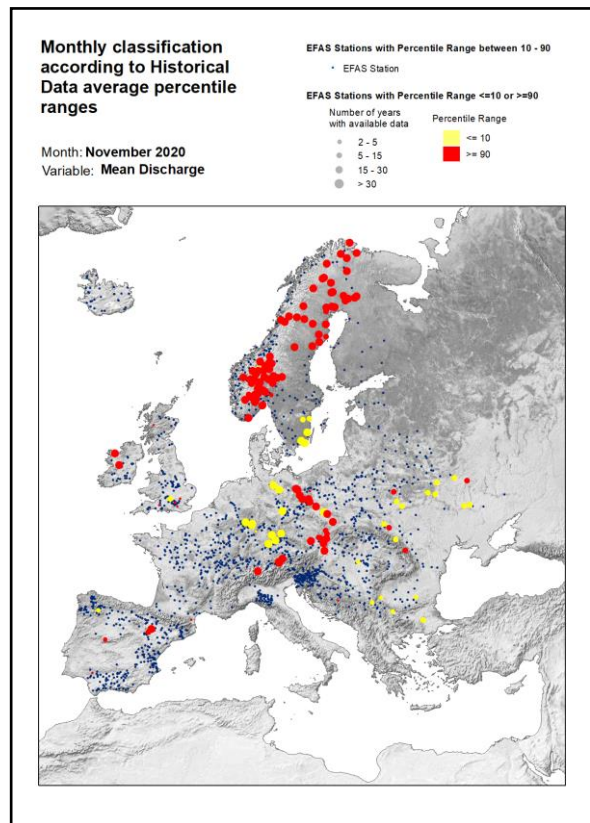 Monthly classification
according to Historical
Data average percentile
ranges
Month: November 2020
Variable: Mean Discharge
EFAS Stations with Percentile Range between 10 - 90
EFAS Station
EFAS Stations with Percentile Range <=10 or >=90
Number of years
with available data
2 - 5
5 - 15
15 - 30
> 30
Percentile Range
<= 10
>= 90